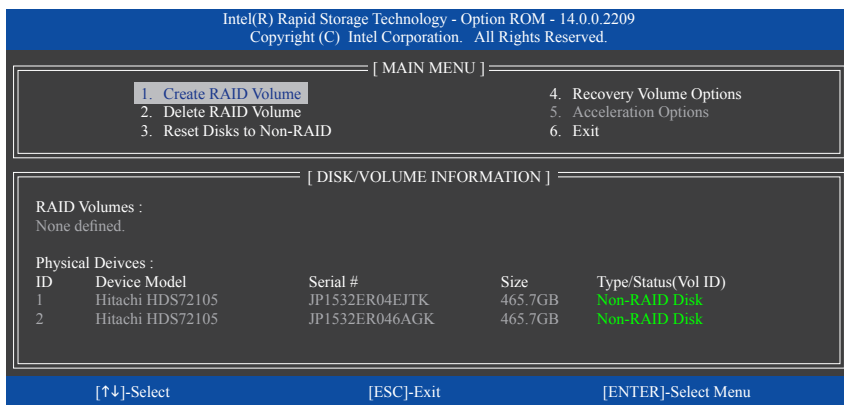 Intel(R) Rapid Storage Technology - Option ROM - 14.0.0.2209
Copyright (C) Intel Corporation. All Rights Reserved.
[ MAIN MENU ]
1. Create RAID Volume
2. Delete RAID Volume
3. Reset Disks to Non-RAID
4. Recovery Volume Options
5. Acceleration Options
6. Exit
[ DISK/VOLUME INFORMATION ]
RAID Volumes :
None defined.
Physical Deivces :
ID Device Model Serial # Size Type/Status(Vol ID)
1 Hitachi HDS72105 JP1532ER04EJTK 465.7GB Non-RAID Disk
2 Hitachi HDS72105 JP1532ER046AGK 465.7GB Non-RAID Disk
[↑↓]-Select [ESC]-Exit [ENTER]-Select Menu